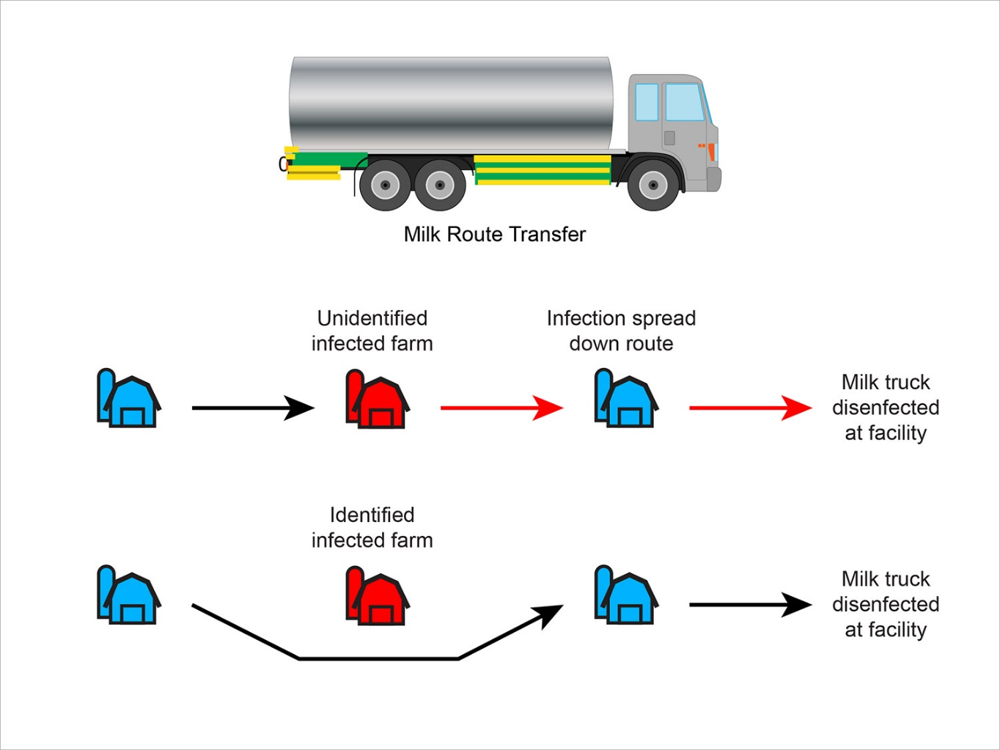 Milk Route Transfer
Unidentified
infected farm
Infection spread
down route
Milk truck
disenfected
at facility
Identified
infected farm
Milk truck
disenfected
at facility